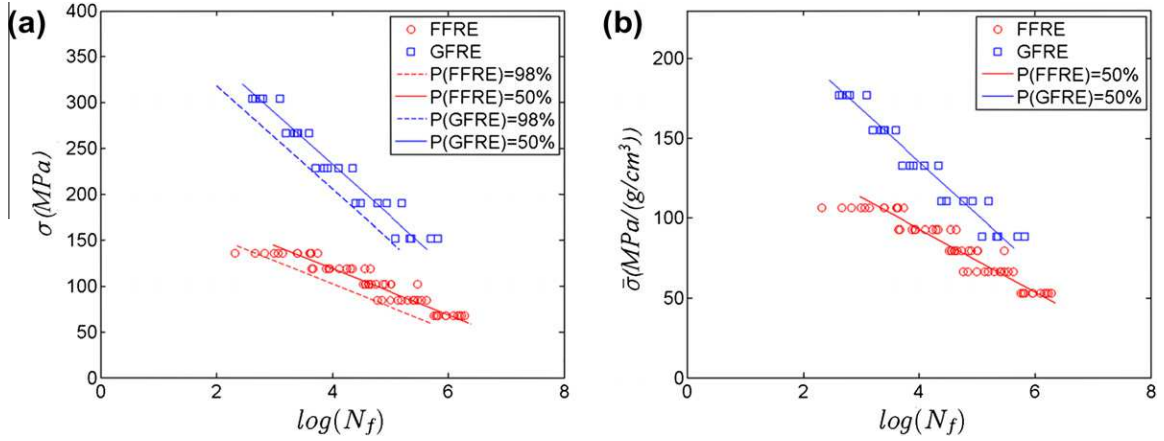 (a)
400
350
300
250
200
150
100
50
0
σ(MPa)
0
2
4
6
8
log(N_f)
FFRE
GFRE
P(FFRE)=98%
P(FFRE)=50%
P(GFRE)=98%
P(GFRE)=50%
(b)
200
150
100
50
0
σ̄(MPa/(g/cm³))
0
2
4
6
8
log(N_f)
FFRE
GFRE
P(FFRE)=50%
P(GFRE)=50%